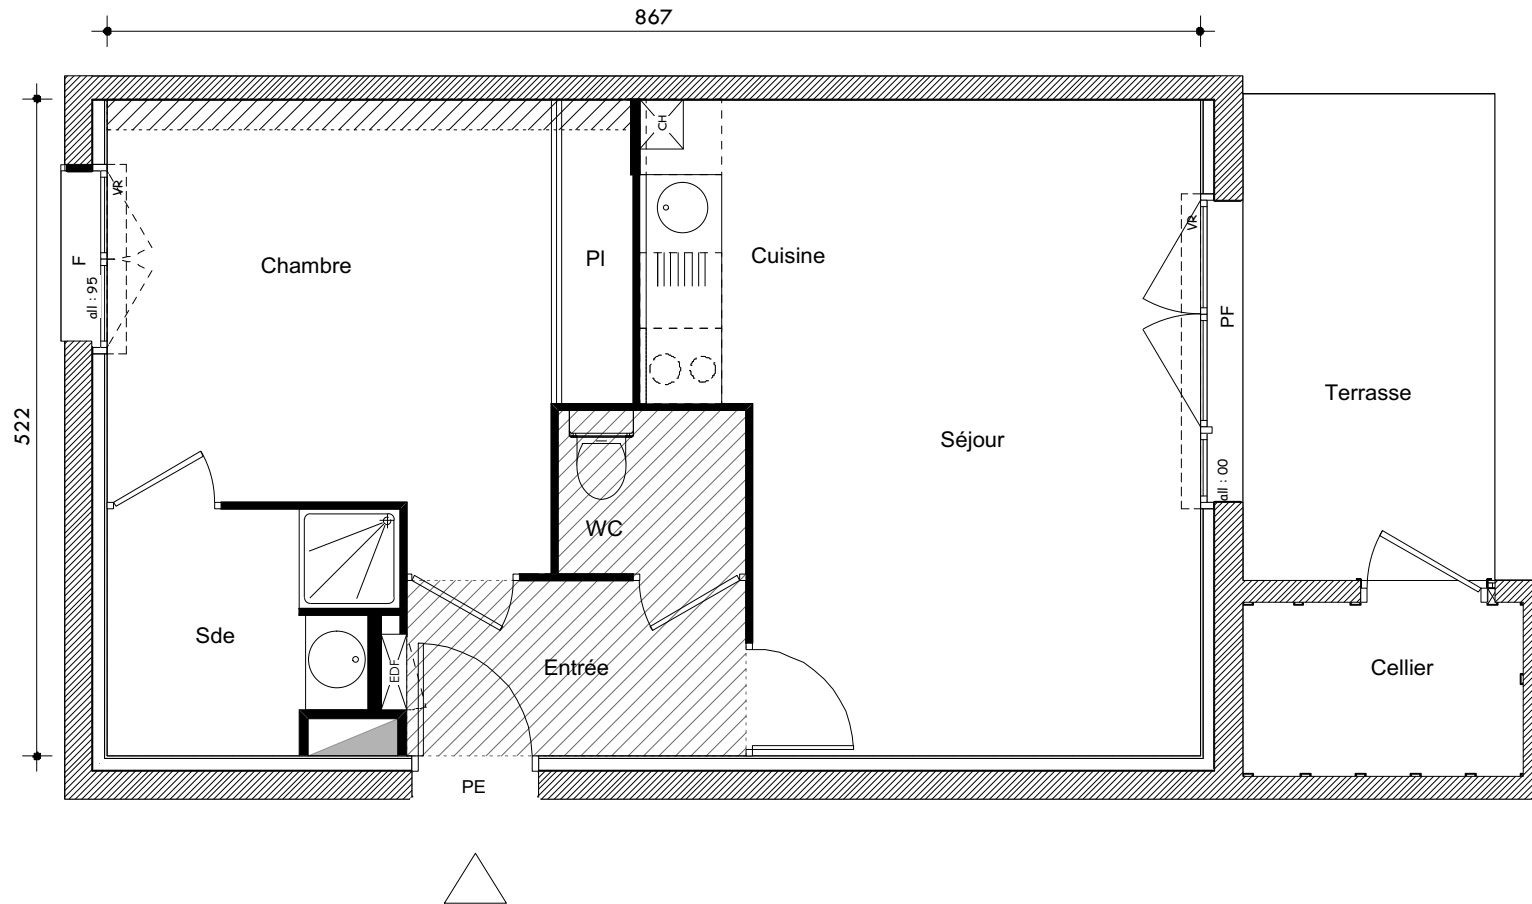 867
522
CH
VR
VR
F
all : 95
Chambre
Pl
Cuisine
PF
Terrasse
Séjour
all : 00
WC
Sde
EDF
Entrée
Cellier
PE